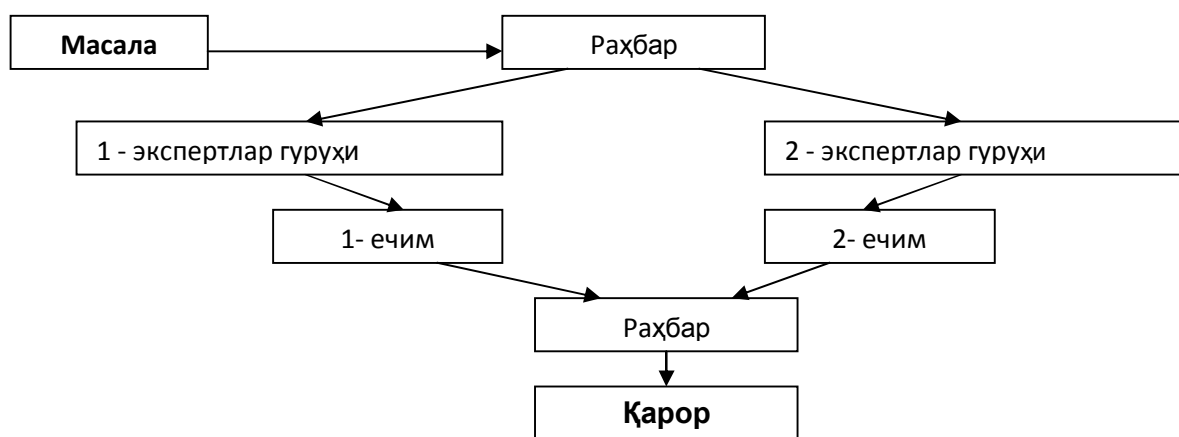 Масала
Раҳбар
1 - экспертлар гуруҳи
2 - экспертлар гуруҳи
1- ечим
2- ечим
Раҳбар
Қарор